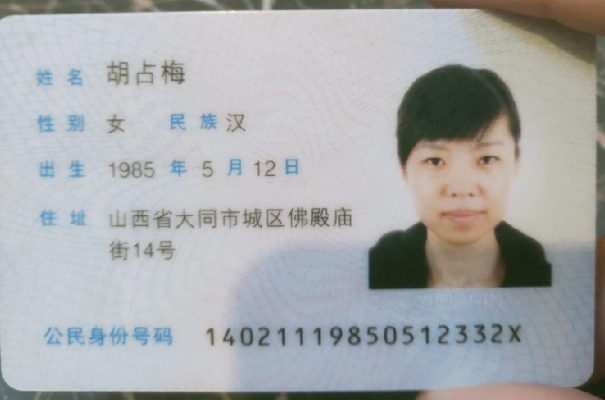 姓名 胡占梅
性别 女 民族 汉
出生 1985 年 5 月 12 日
住址 山西省大同市城区佛殿庙
街14号
公民身份号码 14021119850512332X